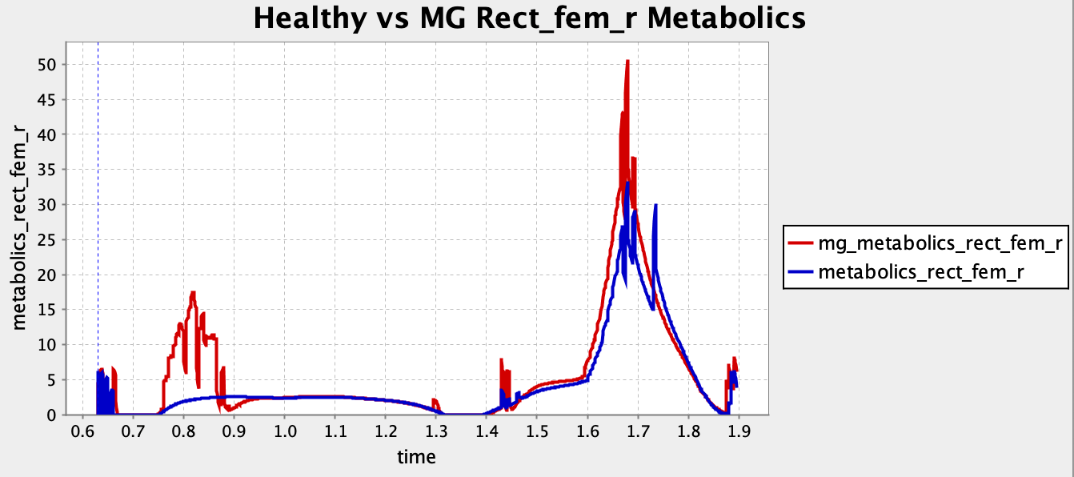 Healthy vs MG Rect_fem_r Metabolics
metabolics_rect_fem_r
50
45
40
35
30
25
20
15
10
5
0
0.6 0.7 0.8 0.9 1.0 1.1 1.2 1.3 1.4 1.5 1.6 1.7 1.8 1.9
time
mg_metabolics_rect_fem_r
metabolics_rect_fem_r